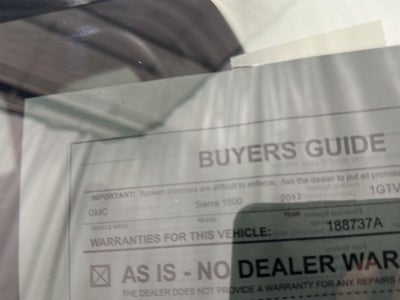 BUYERS GUIDE
IMPORTANT: Spoken promises are difficult to enforce. Ask the dealer to put all promise
GMC Sierra 1500 2017 1GTV
VEHICLE MAKE MODEL YEAR
WARRANTIES FOR THIS VEHICLE: 188737A
☒ AS IS - NO DEALER WAR
THE DEALER DOES NOT PROVIDE A WARRANTY FOR ANY REPAIRS A